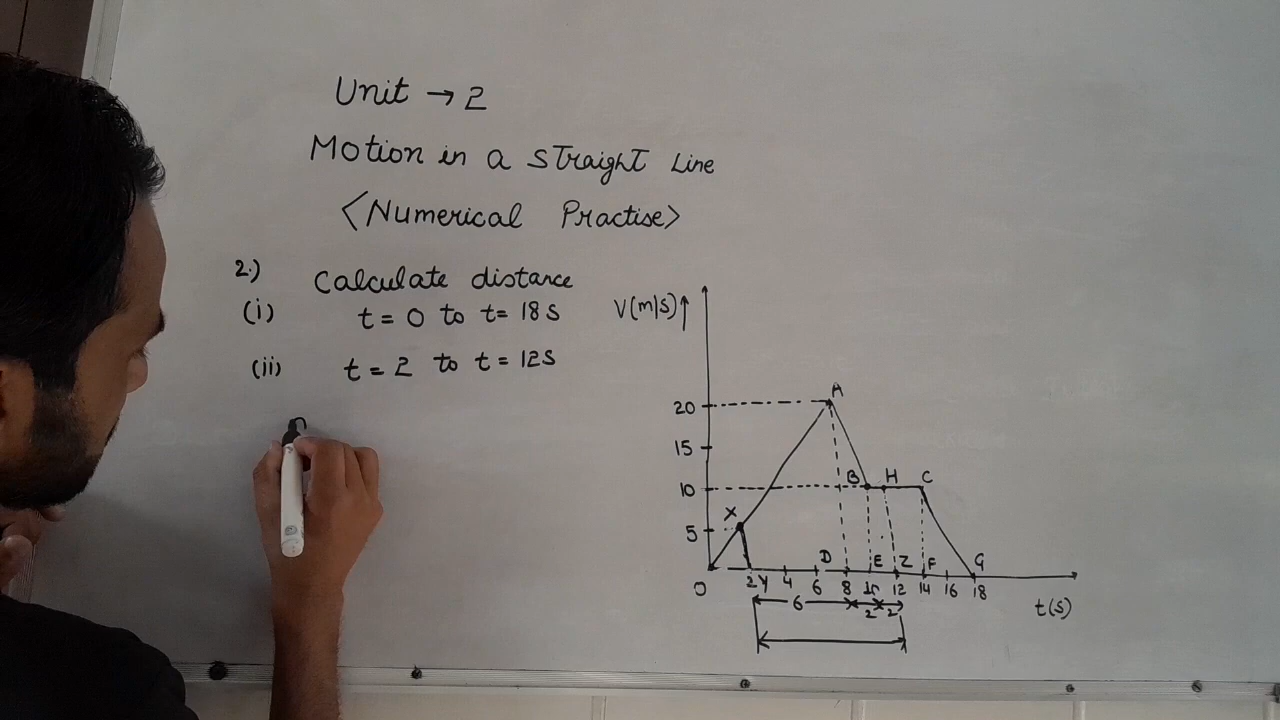 Unit → 2
Motion in a straight Line
<Numerical Practise>
2.) Calculate distance
(i) t = 0 to t = 18 s
(ii) t = 2 to t = 12 s
V(m/s) ↑
A
20
15
B H C
10
X
5
D E Z F G
O 2 Y 4 6 8 10 12 14 16 18
t(s)
6 2 2